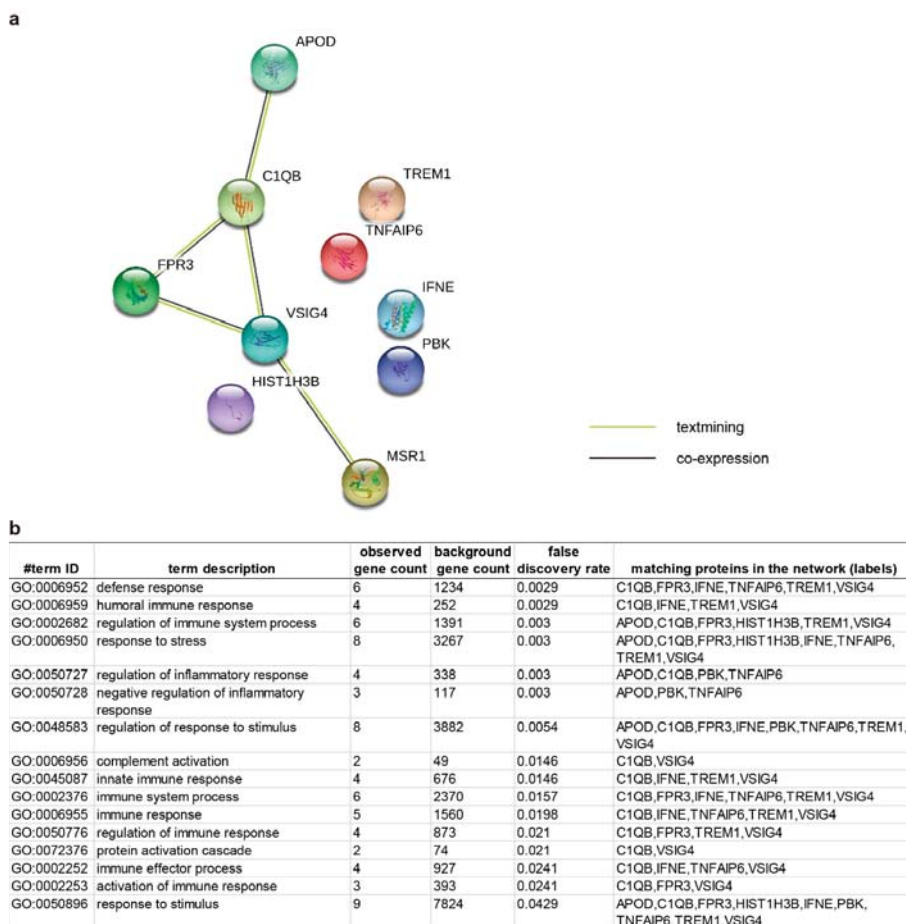 a
APOD
C1QB
TREM1
TNFAIP6
FPR3
IFNE
VSIG4
PBK
HIST1H3B
MSR1
textmining
co-expression
b
#term ID term description observed gene count background gene count false discovery rate matching proteins in the network (labels)
GO:0006952 defense response 6 1234 0.0029 C1QB,FPR3,IFNE,TNFAIP6,TREM1,VSIG4
GO:0006959 humoral immune response 4 252 0.0029 C1QB,IFNE,TREM1,VSIG4
GO:0002682 regulation of immune system process 6 1391 0.003 APOD,C1QB,FPR3,HIST1H3B,TREM1,VSIG4
GO:0006950 response to stress 8 3267 0.003 APOD,C1QB,FPR3,HIST1H3B,IFNE,TNFAIP6,
TREM1,VSIG4
GO:0050727 regulation of inflammatory response 4 338 0.003 APOD,C1QB,PBK,TNFAIP6
GO:0050728 negative regulation of inflammatory 3 117 0.003 APOD,PBK,TNFAIP6
response
GO:0048583 regulation of response to stimulus 8 3882 0.0054 APOD,C1QB,FPR3,IFNE,PBK,TNFAIP6,TREM1,
VSIG4
GO:0006956 complement activation 2 49 0.0146 C1QB,VSIG4
GO:0045087 innate immune response 4 676 0.0146 C1QB,IFNE,TREM1,VSIG4
GO:0002376 immune system process 6 2370 0.0157 C1QB,FPR3,IFNE,TNFAIP6,TREM1,VSIG4
GO:0006955 immune response 5 1560 0.0198 C1QB,IFNE,TNFAIP6,TREM1,VSIG4
GO:0050776 regulation of immune response 4 873 0.021 C1QB,FPR3,TREM1,VSIG4
GO:0072376 protein activation cascade 2 74 0.021 C1QB,VSIG4
GO:0002252 immune effector process 4 927 0.0241 C1QB,IFNE,TNFAIP6,VSIG4
GO:0002253 activation of immune response 3 393 0.0241 C1QB,FPR3,VSIG4
GO:0050896 response to stimulus 9 7824 0.0429 APOD,C1QB,FPR3,HIST1H3B,IFNE,PBK,
TNFAIP6,TREM1,VSIG4